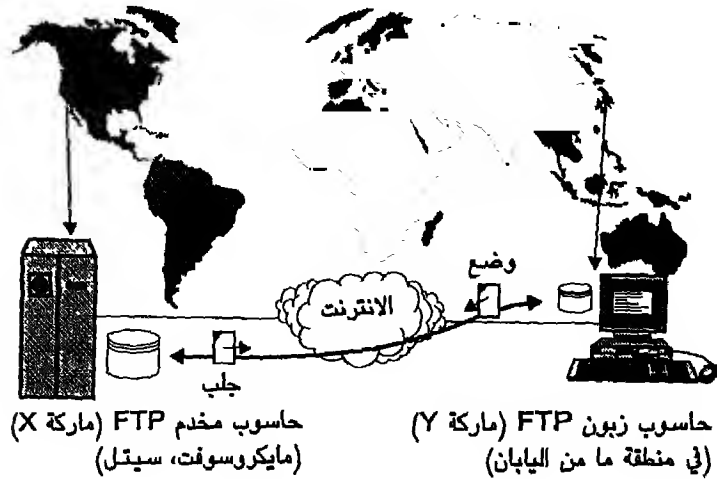 وضع
الانترنت
جلب
حاسوب زبون FTP (ماركة Y)
(في منطقة ما من اليابان)
حاسوب مخدم FTP (ماركة X)
(مايكروسوفت، سيتل)